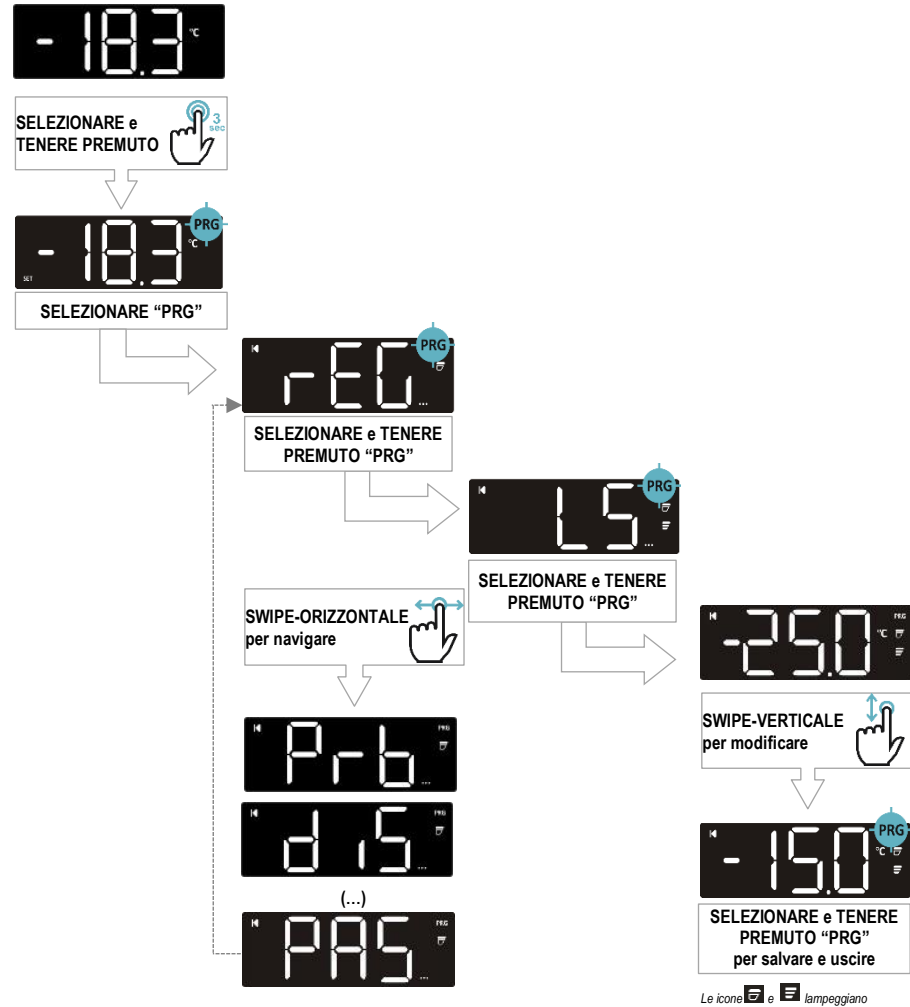 -18.3 °C
SELEZIONARE e
TENERE PREMUTO
3
sec
-18.3 °C
PRG
SET
SELEZIONARE “PRG”
rEG
PRG
...
SELEZIONARE e TENERE
PREMUTO “PRG”
LS
PRG
...
SELEZIONARE e TENERE
PREMUTO “PRG”
SWIPE-ORIZZONTALE
per navigare
Prb
PRG
...
diS
PRG
...
(...)
PAS
PRG
...
-25.0 °C
PRG
SWIPE-VERTICALE
per modificare
-15.0 °C
PRG
SELEZIONARE e TENERE
PREMUTO “PRG”
per salvare e uscire
Le icone e lampeggiano